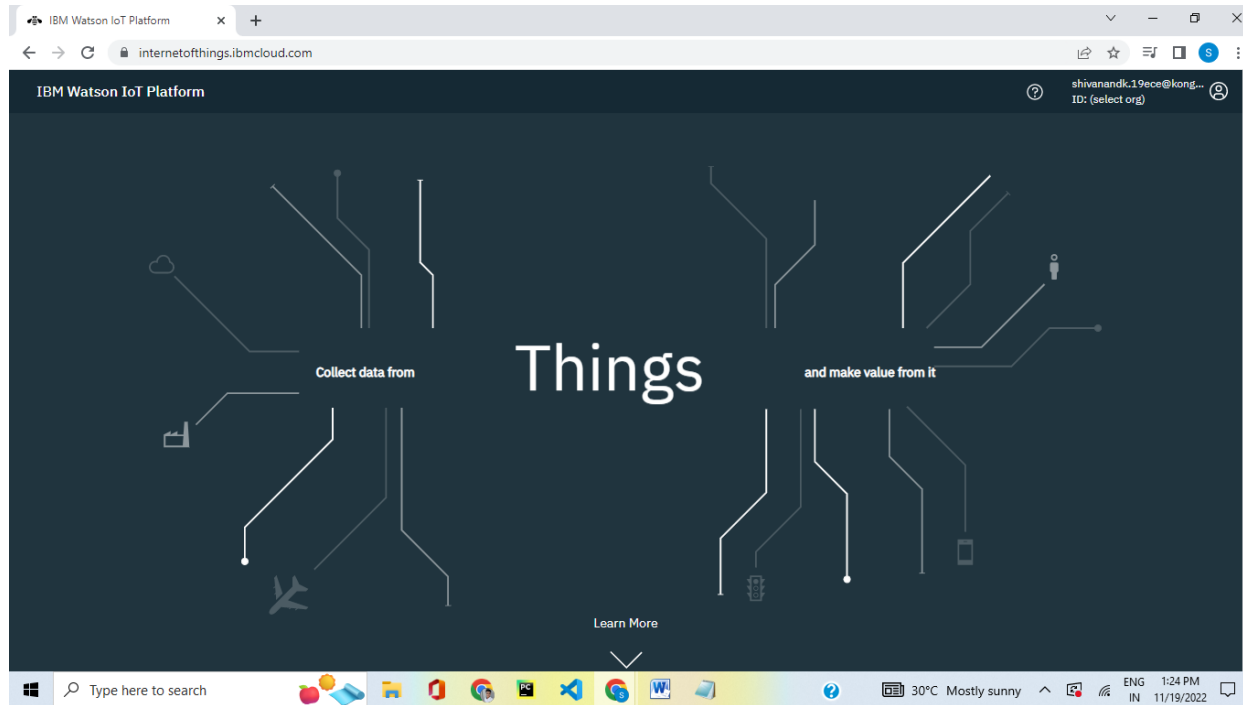 IBM Watson IoT Platform
internetofthings.ibmcloud.com
S
IBM Watson IoT Platform
shivanandk.19ece@kong...
ID: (select org)
Collect data from
Things
and make value from it
Learn More
Type here to search
PC
W
30°C Mostly sunny
ENG
IN
1:24 PM
11/19/2022